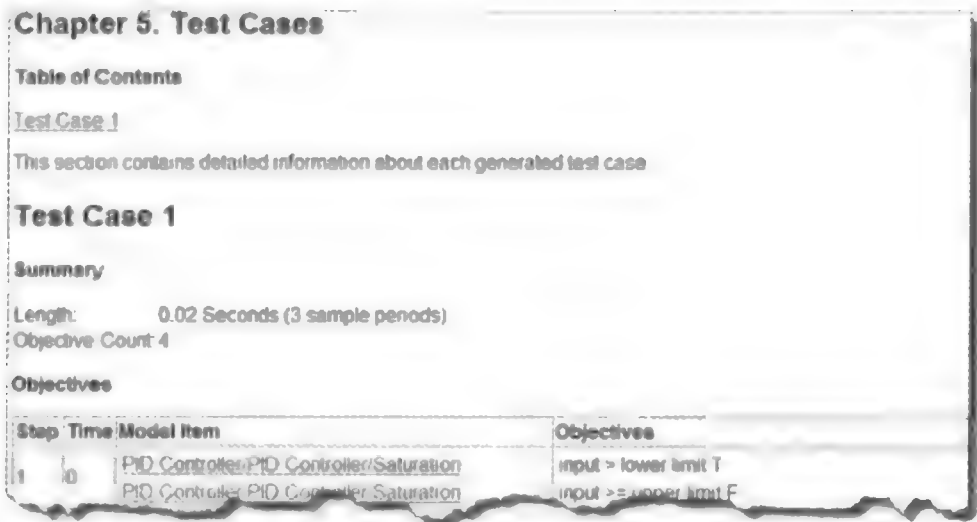 Chapter 5. Test Cases
Table of Contents
Test Case 1
This section contains detailed information about each generated test case
Test Case 1
Summary
Length: 0.02 Seconds (3 sample periods)
Objective Count 4
Objectives
Step Time Model Item Objectives
1 0 PID Controller/PID Controller/Saturation input > lower limit T
PID Controller/PID Controller/Saturation input >= upper limit F